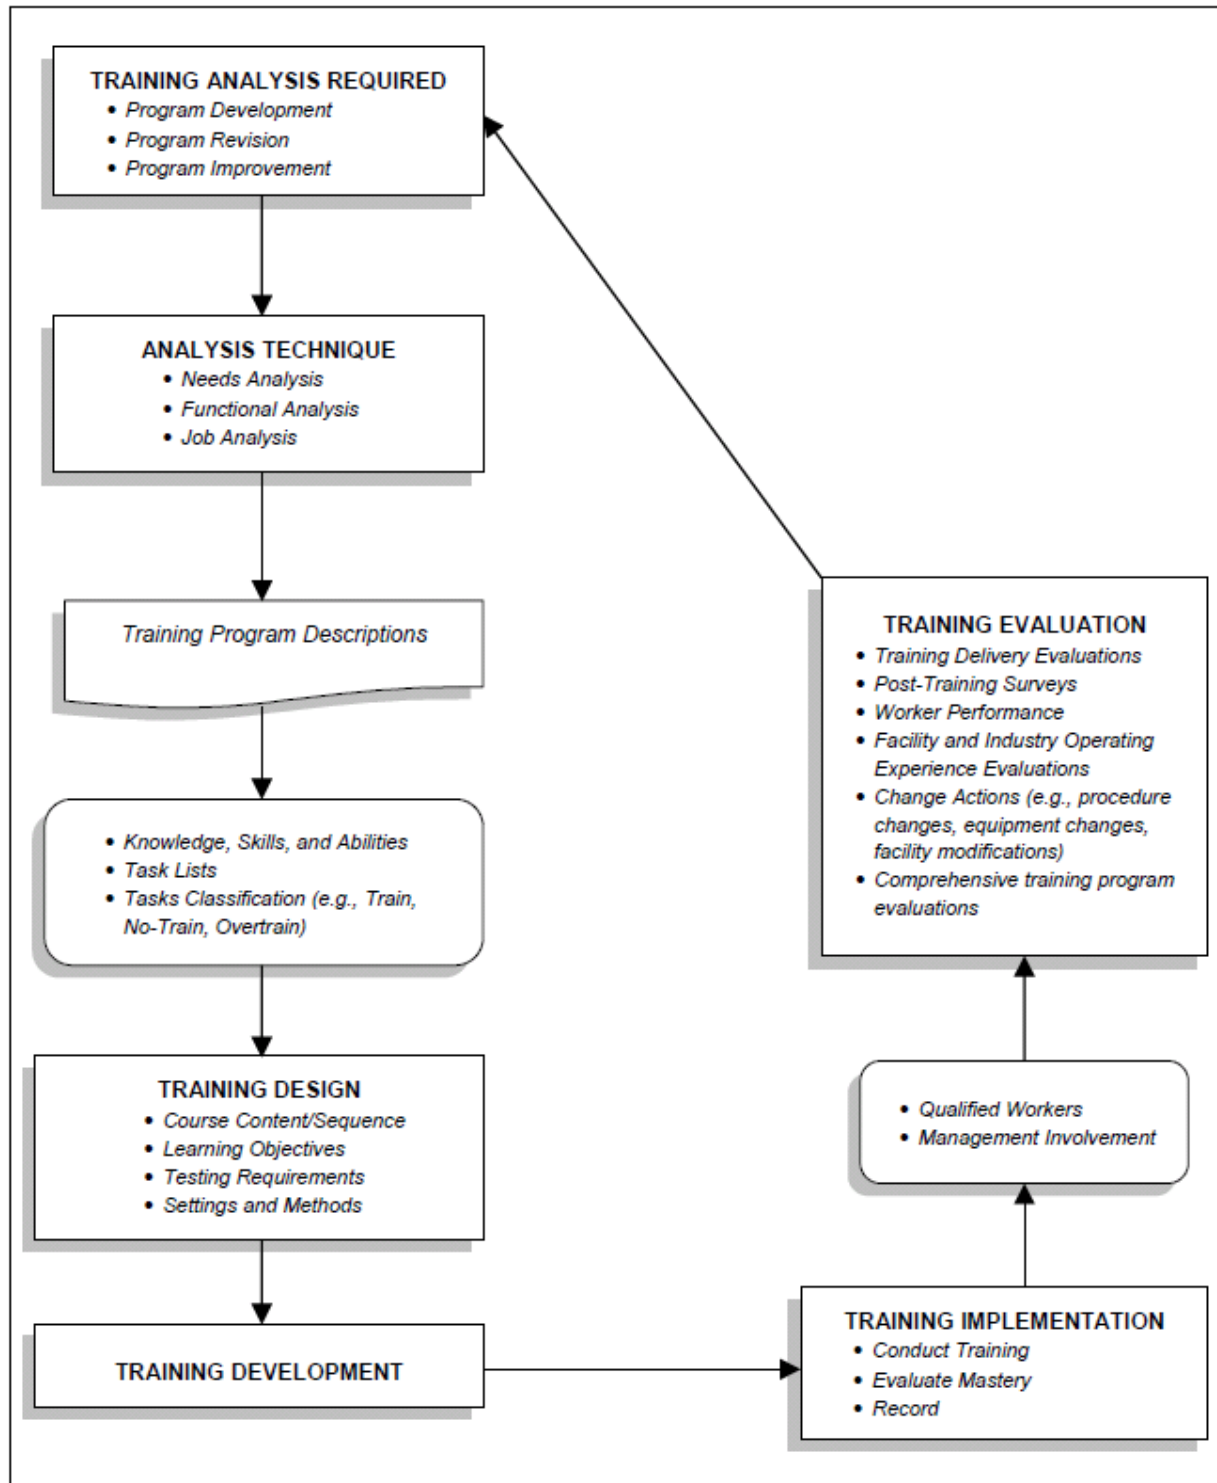 TRAINING ANALYSIS REQUIRED
• Program Development
• Program Revision
• Program Improvement
ANALYSIS TECHNIQUE
• Needs Analysis
• Functional Analysis
• Job Analysis
Training Program Descriptions
• Knowledge, Skills, and Abilities
• Task Lists
• Tasks Classification (e.g., Train,
No-Train, Overtrain)
TRAINING DESIGN
• Course Content/Sequence
• Learning Objectives
• Testing Requirements
• Settings and Methods
TRAINING DEVELOPMENT
TRAINING IMPLEMENTATION
• Conduct Training
• Evaluate Mastery
• Record
• Qualified Workers
• Management Involvement
TRAINING EVALUATION
• Training Delivery Evaluations
• Post-Training Surveys
• Worker Performance
• Facility and Industry Operating
Experience Evaluations
• Change Actions (e.g., procedure
changes, equipment changes,
facility modifications)
• Comprehensive training program
evaluations